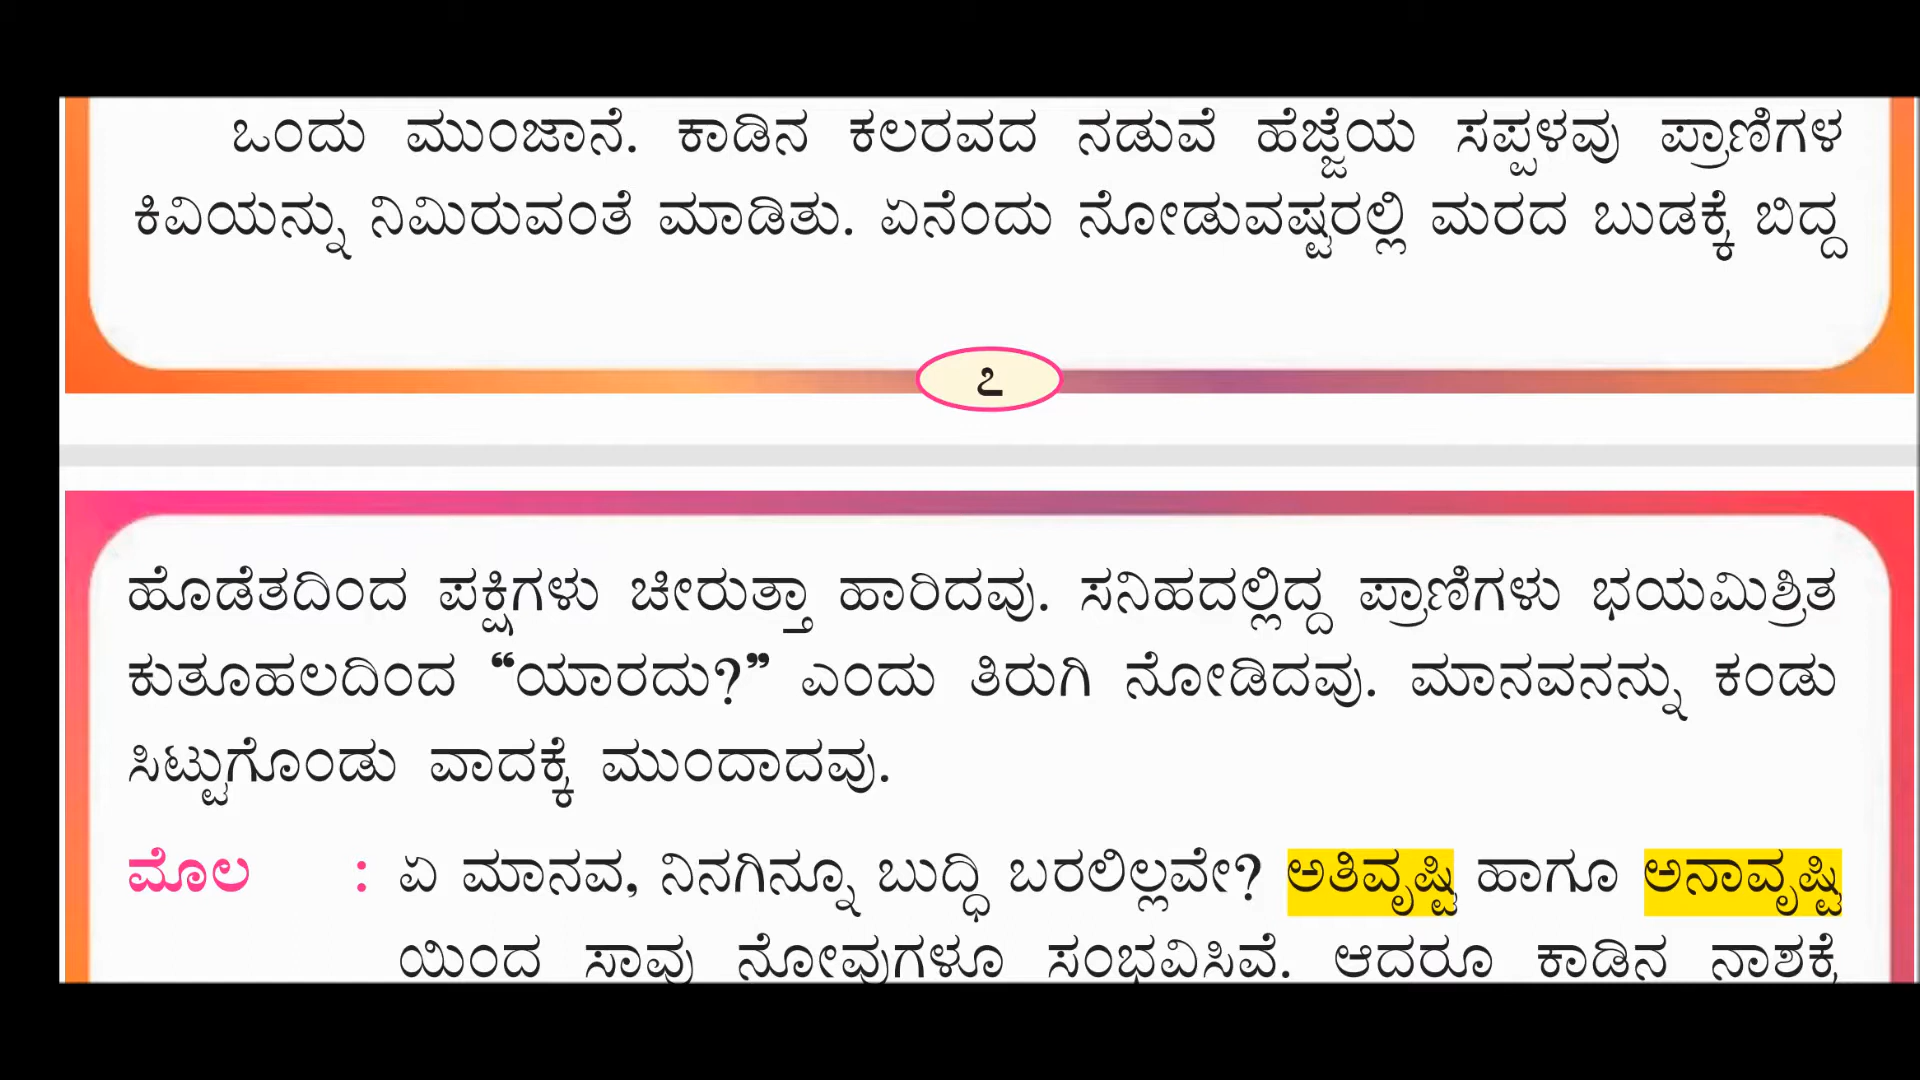 ಒಂದು ಮುಂಜಾನೆ. ಕಾಡಿನ ಕಲರವದ ನಡುವೆ ಹೆಜ್ಜೆಯ ಸಪ್ಪಳವು ಪ್ರಾಣಿಗಳ
ಕಿವಿಯನ್ನು ನಿಮಿರುವಂತೆ ಮಾಡಿತು. ಏನೆಂದು ನೋಡುವಷ್ಟರಲ್ಲಿ ಮರದ ಬುಡಕ್ಕೆ ಬಿದ್ದ
೭
ಹೊಡೆತದಿಂದ ಪಕ್ಷಿಗಳು ಚೀರುತ್ತಾ ಹಾರಿದವು. ಸನಿಹದಲ್ಲಿದ್ದ ಪ್ರಾಣಿಗಳು ಭಯಮಿಶ್ರಿತ
ಕುತೂಹಲದಿಂದ “ಯಾರದು?” ಎಂದು ತಿರುಗಿ ನೋಡಿದವು. ಮಾನವನನ್ನು ಕಂಡು
ಸಿಟ್ಟುಗೊಂಡು ವಾದಕ್ಕೆ ಮುಂದಾದವು.
ಮೊಲ : ಏ ಮಾನವ, ನಿನಗಿನ್ನೂ ಬುದ್ಧಿ ಬರಲಿಲ್ಲವೇ? ಅತಿವೃಷ್ಟಿ ಹಾಗೂ ಅನಾವೃಷ್ಟಿ
ಯಿಂದ ಸಾವು ನೋವುಗಳೂ ಸಂಭವಿಸಿವೆ. ಆದರೂ ಕಾಡಿನ ನಾಶಕ್ಕೆ